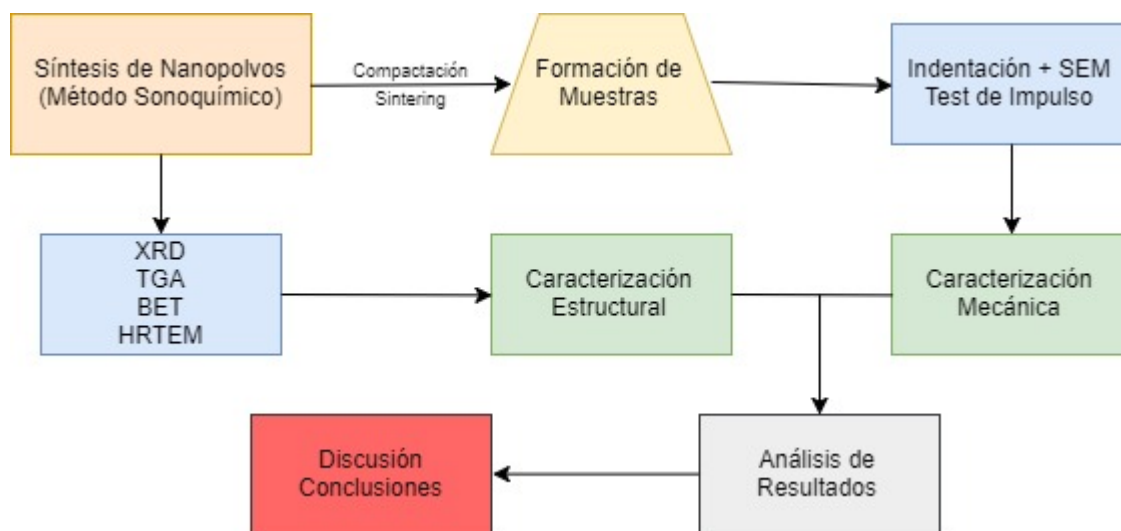 Síntesis de Nanopolvos
(Método Sonoquímico)
Compactación
Sintering
Formación de
Muestras
Indentación + SEM
Test de Impulso
XRD
TGA
BET
HRTEM
Caracterización
Estructural
Caracterización
Mecánica
Discusión
Conclusiones
Análisis de
Resultados